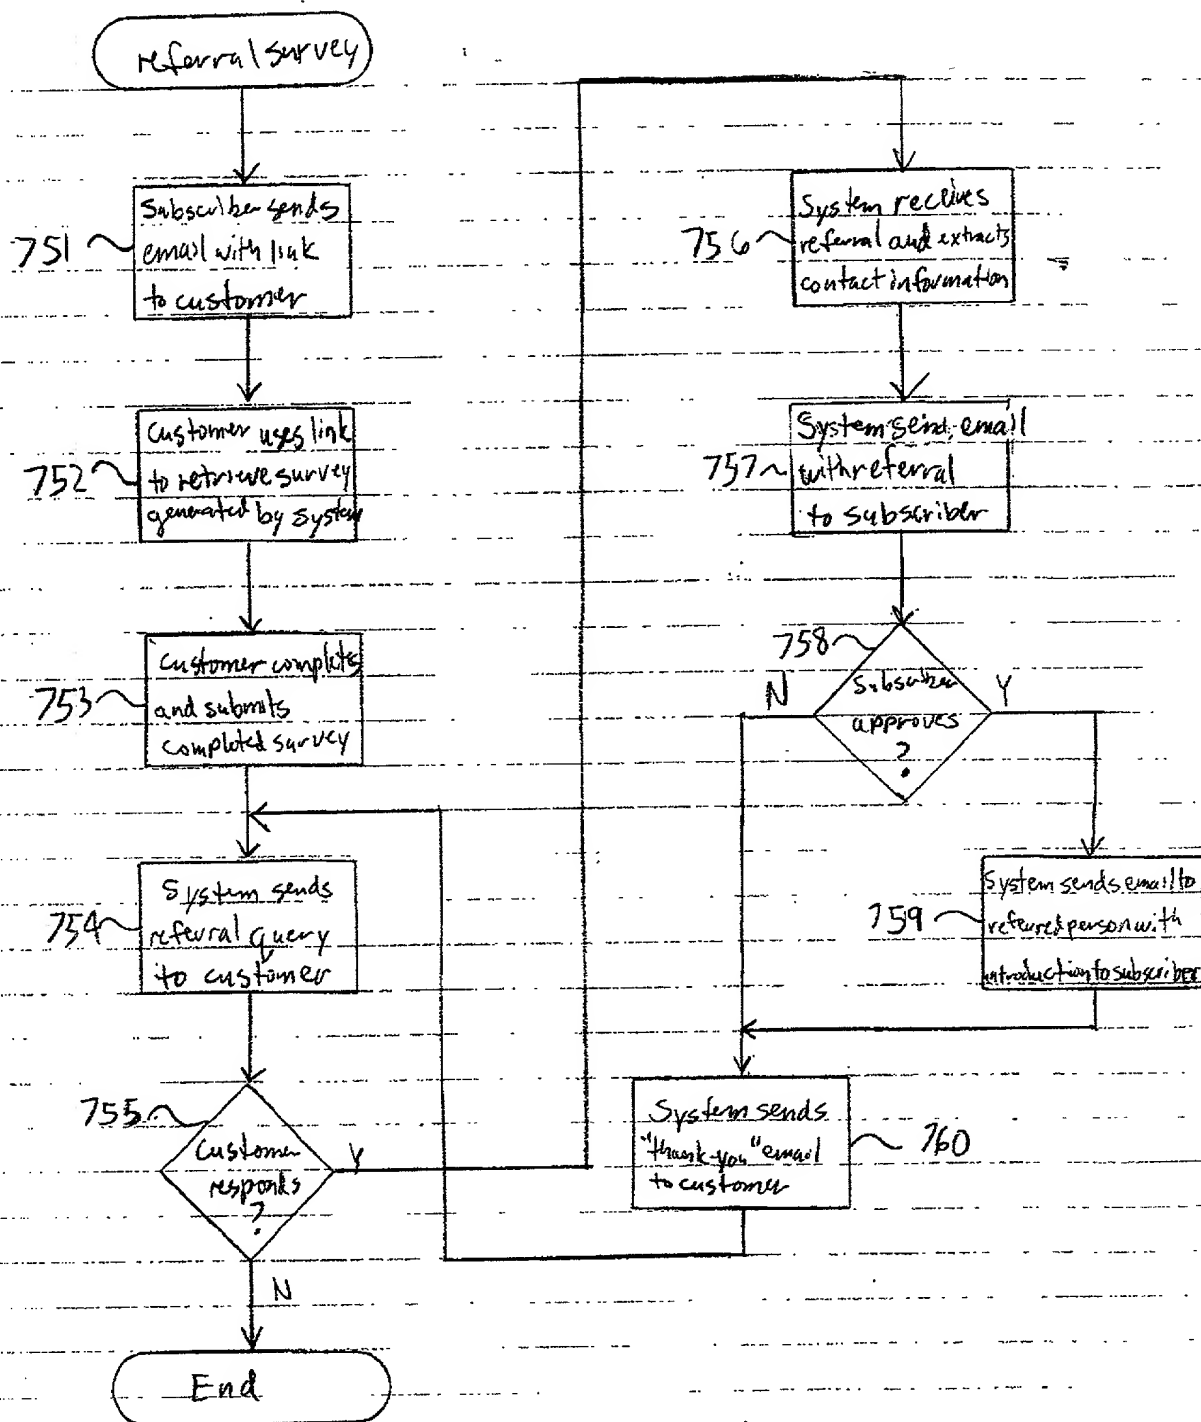 referral survey
751
Subscriber sends
email with link
to customer
752
Customer uses link
to retrieve survey
generated by system
753
Customer completes
and submits
completed survey
754
System sends
referral query
to customer
755
Customer
responds
?
Y
N
End
756
System receives
referral and extracts
contact information
757
System sends email
with referral
to subscriber
758
Subscriber
approves
?
N
Y
759
System sends email to
referred person with
introduction to subscriber
760
System sends
"thank-you" email
to customer